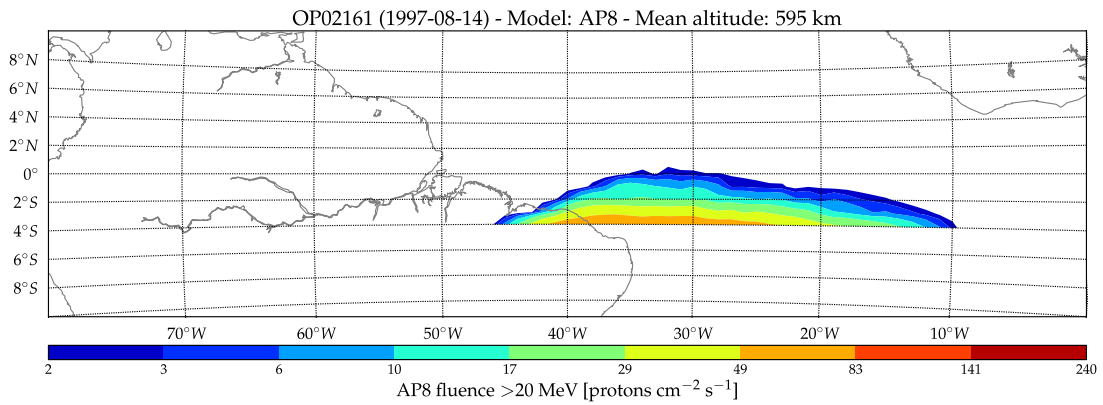 OP02161 (1997-08-14) - Model: AP8 - Mean altitude: 595 km
8°N
6°N
4°N
2°N
0°
2°S
4°S
6°S
8°S
70°W 60°W 50°W 40°W 30°W 20°W 10°W
2 3 6 10 17 29 49 83 141 240
AP8 fluence >20 MeV [protons cm⁻² s⁻¹]